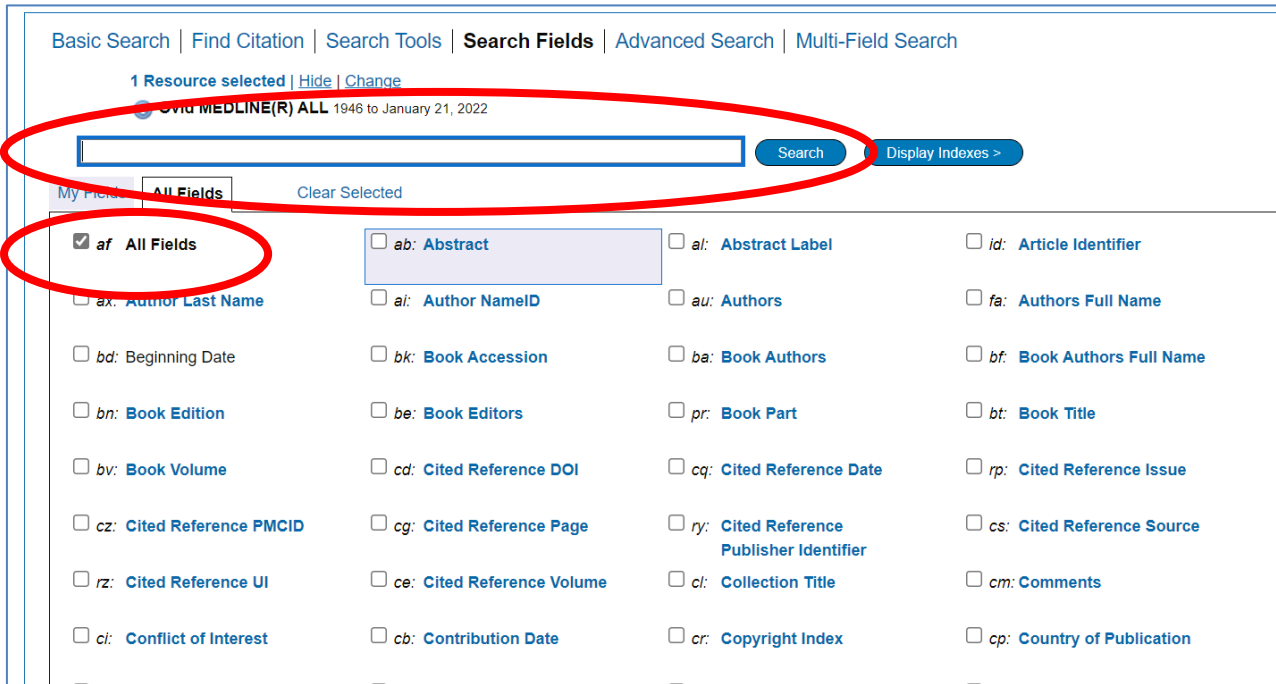 Basic Search | Find Citation | Search Tools | Search Fields | Advanced Search | Multi-Field Search
1 Resource selected | Hide | Change
Ovid MEDLINE(R) ALL 1946 to January 21, 2022
Search Display Indexes >
My Fields All Fields Clear Selected
af All Fields ab: Abstract al: Abstract Label id: Article Identifier
ax: Author Last Name ai: Author NameID au: Authors fa: Authors Full Name
bd: Beginning Date bk: Book Accession ba: Book Authors bf: Book Authors Full Name
bn: Book Edition be: Book Editors pr: Book Part bt: Book Title
bv: Book Volume cd: Cited Reference DOI cq: Cited Reference Date rp: Cited Reference Issue
cz: Cited Reference PMCID cg: Cited Reference Page ry: Cited Reference cs: Cited Reference Source
Publisher Identifier
rz: Cited Reference UI ce: Cited Reference Volume cl: Collection Title cm: Comments
ci: Conflict of Interest cb: Contribution Date cr: Copyright Index cp: Country of Publication